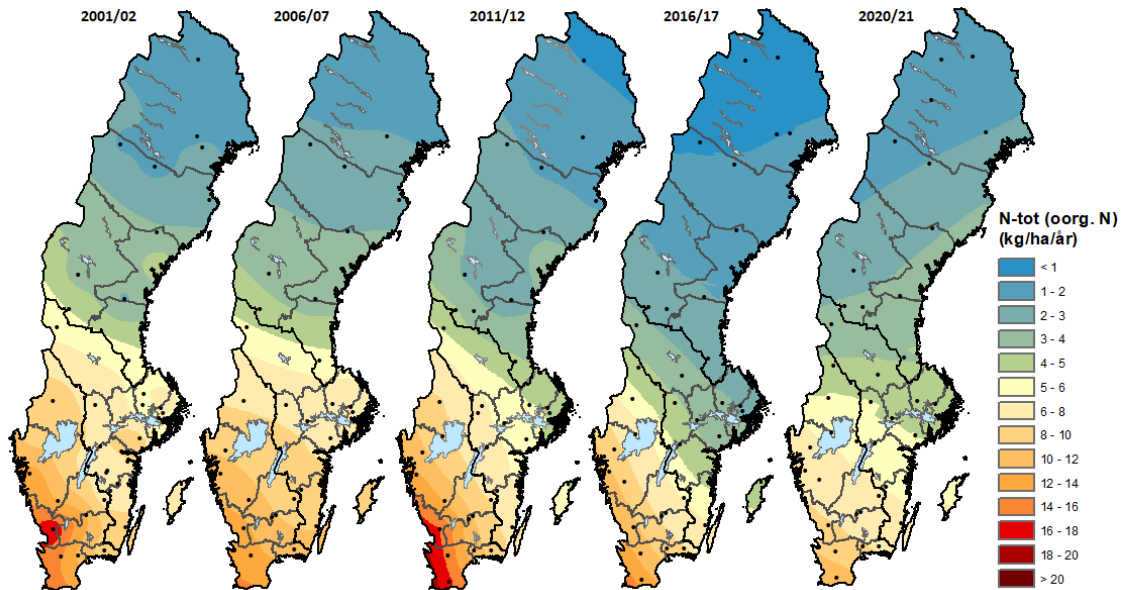 2001/02
2006/07
2011/12
2016/17
2020/21
N-tot (oorg. N)
(kg/ha/år)
< 1
1 - 2
2 - 3
3 - 4
4 - 5
5 - 6
6 - 8
8 - 10
10 - 12
12 - 14
14 - 16
16 - 18
18 - 20
> 20